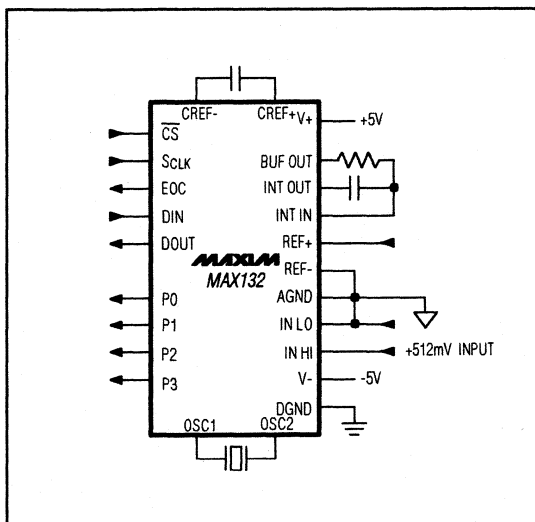 CREF-
CREF+
V+
+5V
CS
SCLK
EOC
DIN
DOUT
P0
P1
P2
P3
BUF OUT
INT OUT
INT IN
REF+
REF-
AGND
IN LO
IN HI
V-
DGND
+512mV INPUT
-5V
MAXIM
MAX132
OSC1
OSC2